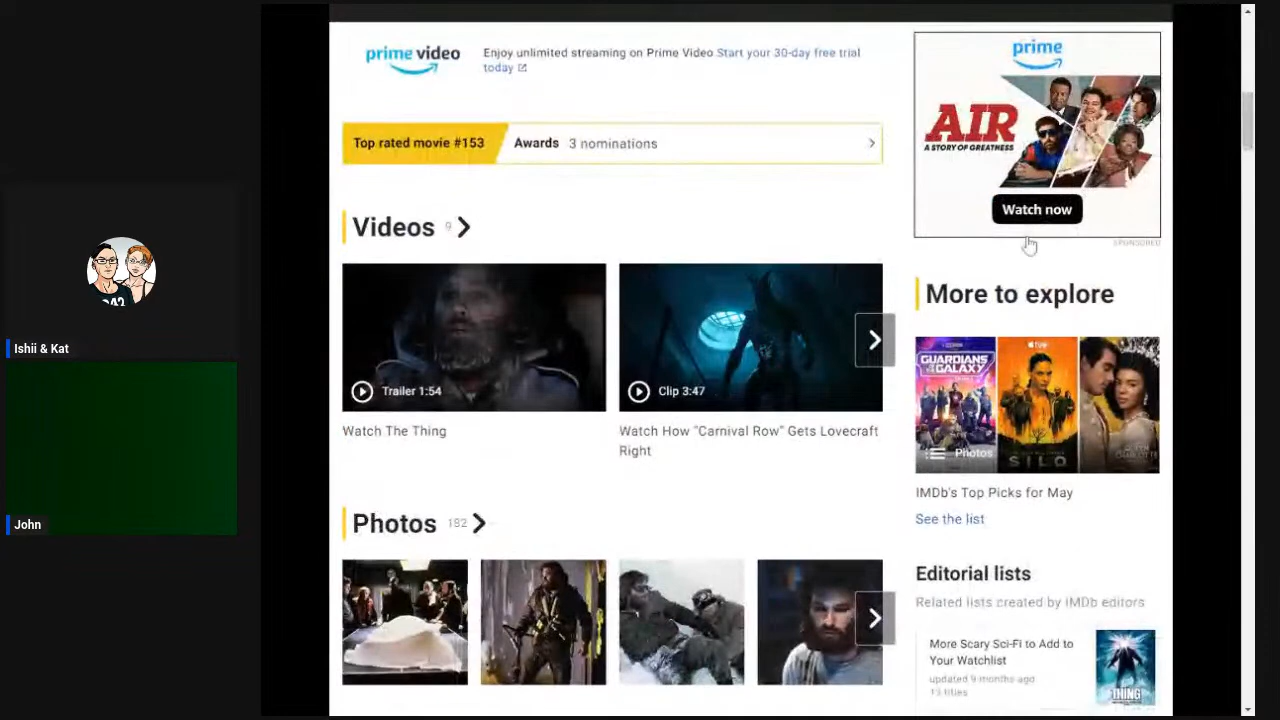 prime video
Enjoy unlimited streaming on Prime Video Start your 30-day free trial
today
Top rated movie #153
Awards 3 nominations
Videos 9
Trailer 1:54
Clip 3:47
Watch The Thing
Watch How "Carnival Row" Gets Lovecraft
Right
Photos 182
prime
AIR
A STORY OF GREATNESS
Watch now
SPONSORED
More to explore
GUARDIANS
GALAXY
tv+
SILO
QUEEN
CHARLOTTE
Photos
IMDb's Top Picks for May
See the list
Editorial lists
Related lists created by IMDb editors
More Scary Sci-Fi to Add to
Your Watchlist
updated 9 months ago
13 titles
THING
Ishii & Kat
John